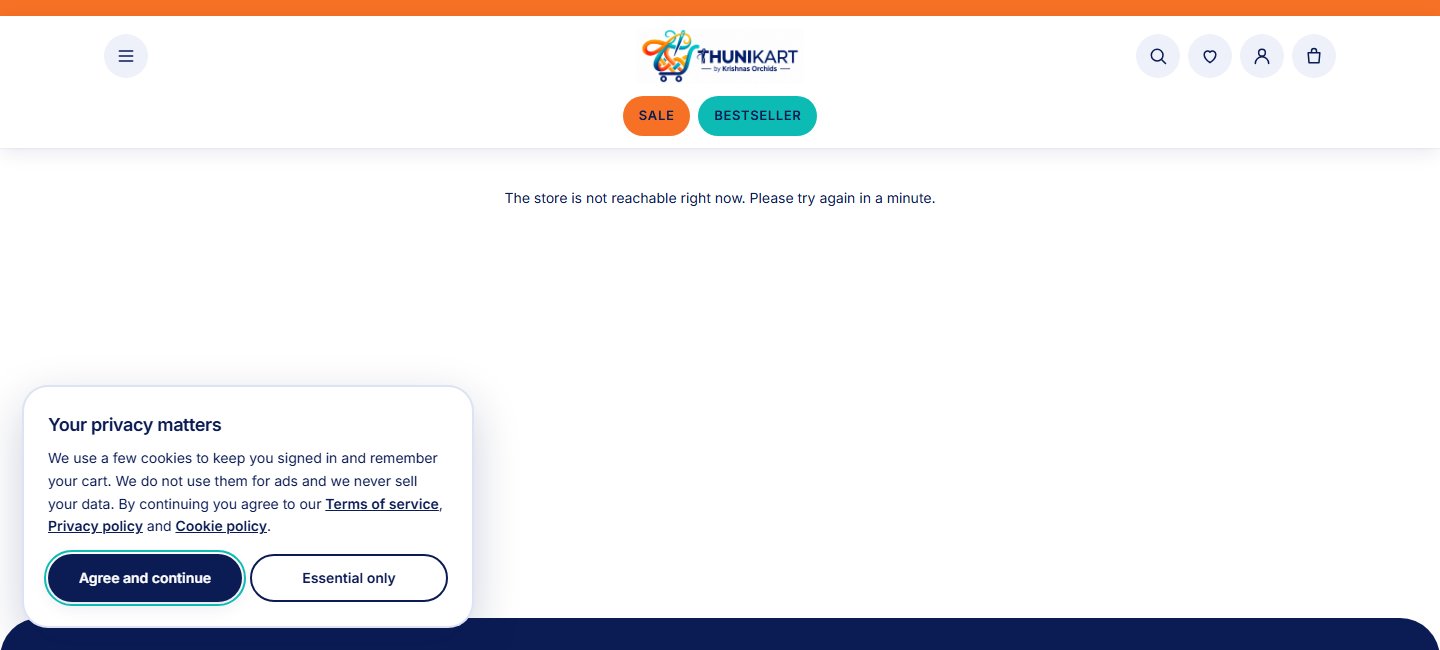 THUNIKART
by Krishnas Orchids
SALE
BESTSELLER
The store is not reachable right now. Please try again in a minute.
Your privacy matters
We use a few cookies to keep you signed in and remember
your cart. We do not use them for ads and we never sell
your data. By continuing you agree to our Terms of service,
Privacy policy and Cookie policy.
Agree and continue
Essential only